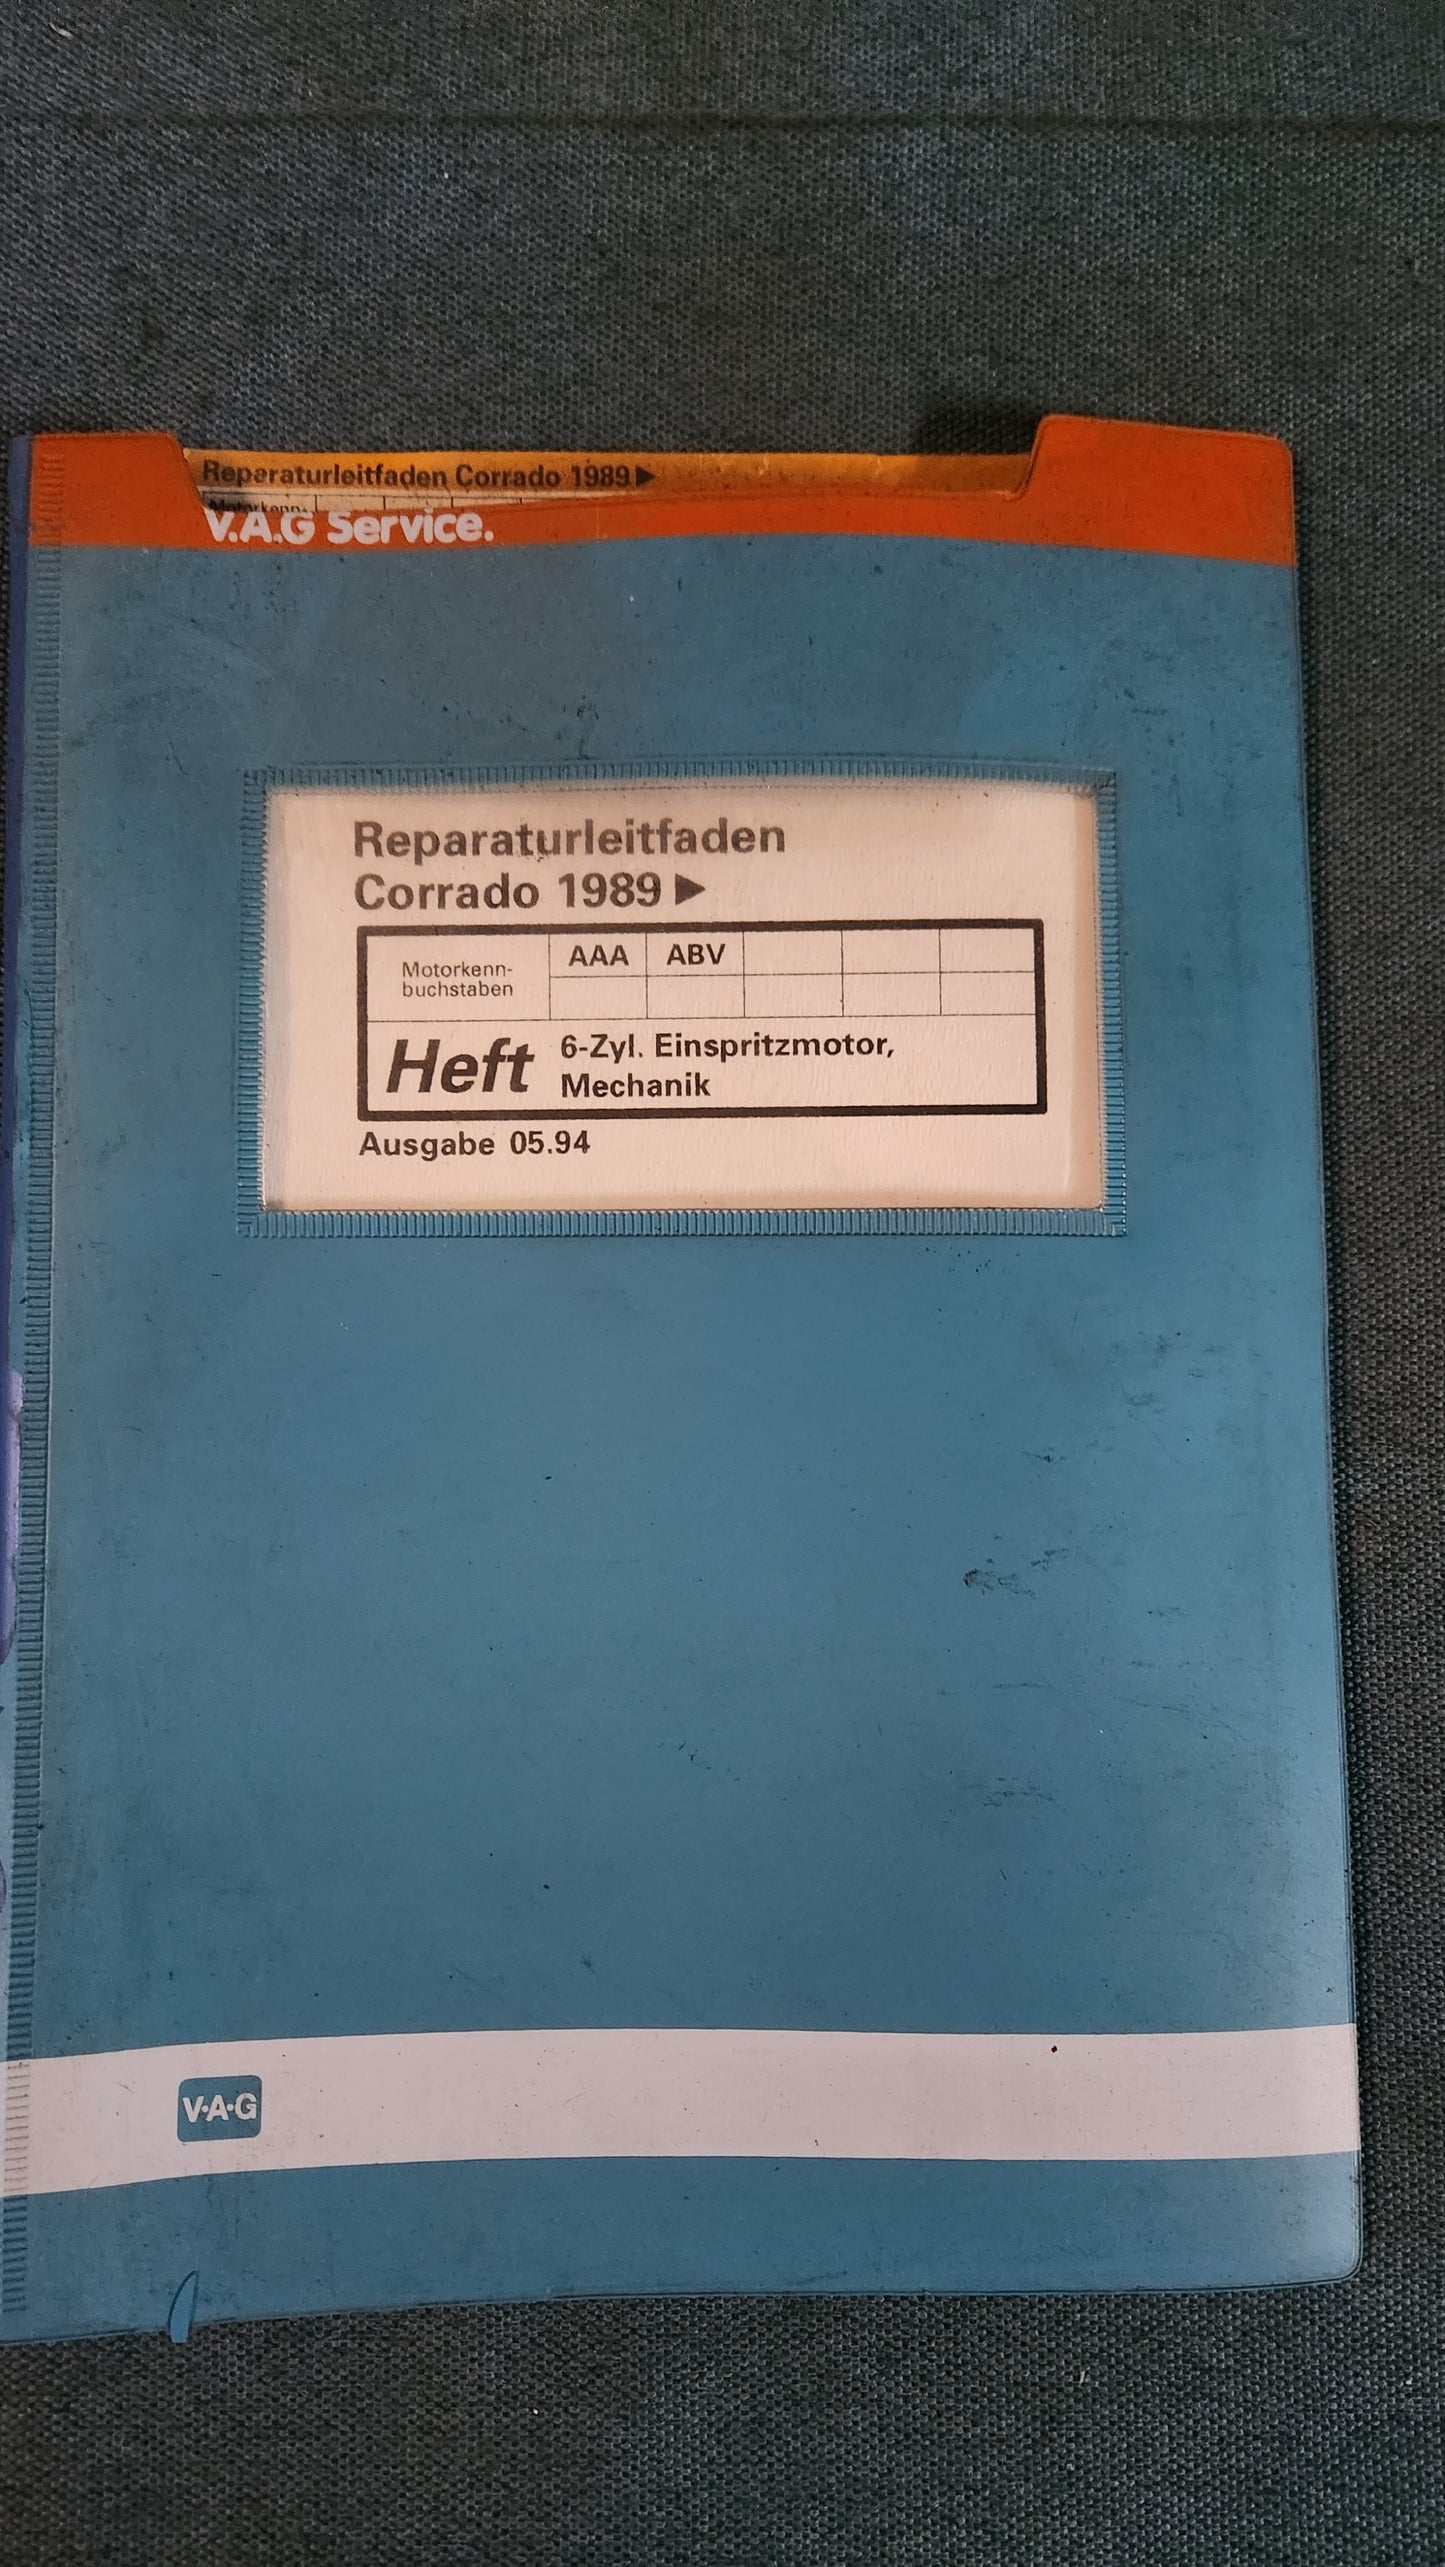 Reparaturleitfaden Corrado 1989 ▶
Motorkenn-
V.A.G Service.
Reparaturleitfaden
Corrado 1989 ▶
Motorkenn-
buchstaben
AAA ABV
Heft
6-Zyl. Einspritzmotor,
Mechanik
Ausgabe 05.94
V·A·G